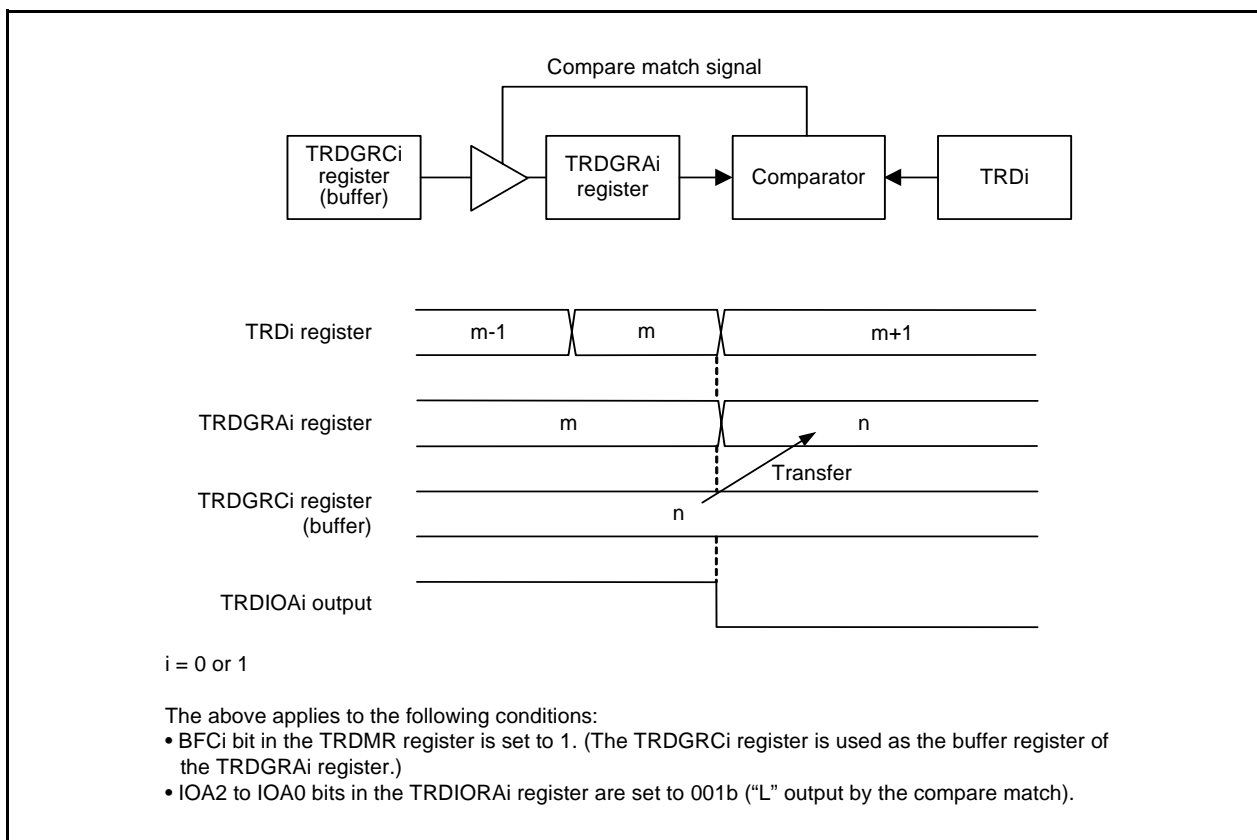 Compare match signal
TRDGRCi
register
(buffer)
TRDGRAi
register
Comparator
TRDi
TRDi register
m-1
m
m+1
TRDGRAi register
m
n
Transfer
TRDGRCi register
(buffer)
n
TRDIOAi output
i = 0 or 1
The above applies to the following conditions:
• BFCi bit in the TRDMR register is set to 1. (The TRDGRCi register is used as the buffer register of
the TRDGRAi register.)
• IOA2 to IOA0 bits in the TRDIORAi register are set to 001b (“L” output by the compare match).